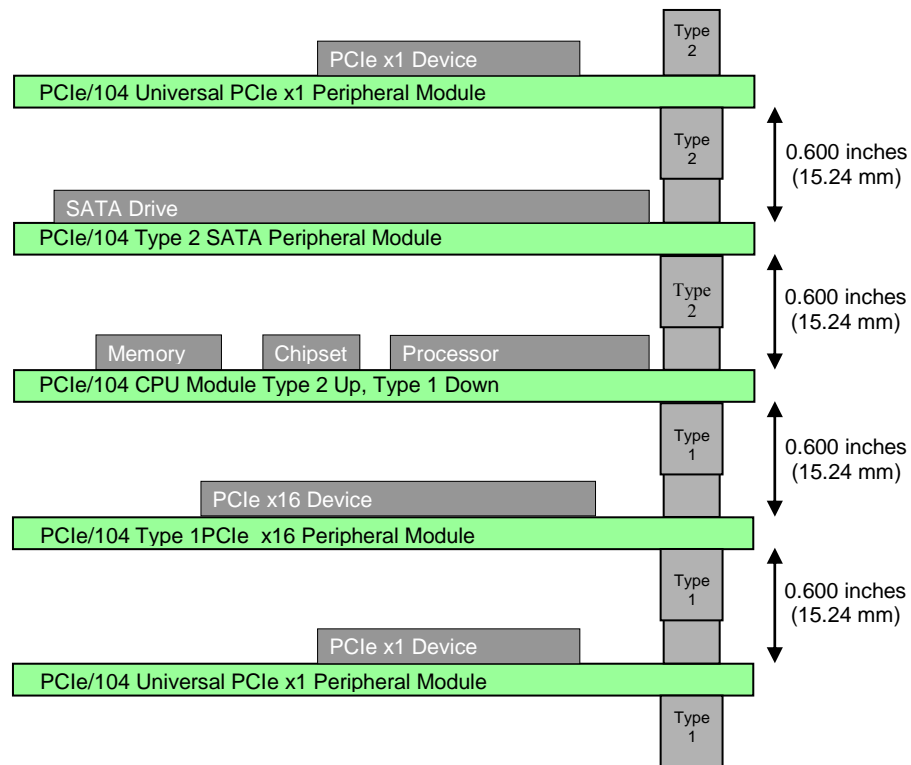 Type
2
PCIe x1 Device
PCIe/104 Universal PCIe x1 Peripheral Module
Type
2
0.600 inches
(15.24 mm)
SATA Drive
PCIe/104 Type 2 SATA Peripheral Module
Type
2
0.600 inches
(15.24 mm)
Memory
Chipset
Processor
PCIe/104 CPU Module Type 2 Up, Type 1 Down
Type
1
0.600 inches
(15.24 mm)
PCIe x16 Device
PCIe/104 Type 1PCIe x16 Peripheral Module
Type
1
0.600 inches
(15.24 mm)
PCIe x1 Device
PCIe/104 Universal PCIe x1 Peripheral Module
Type
1